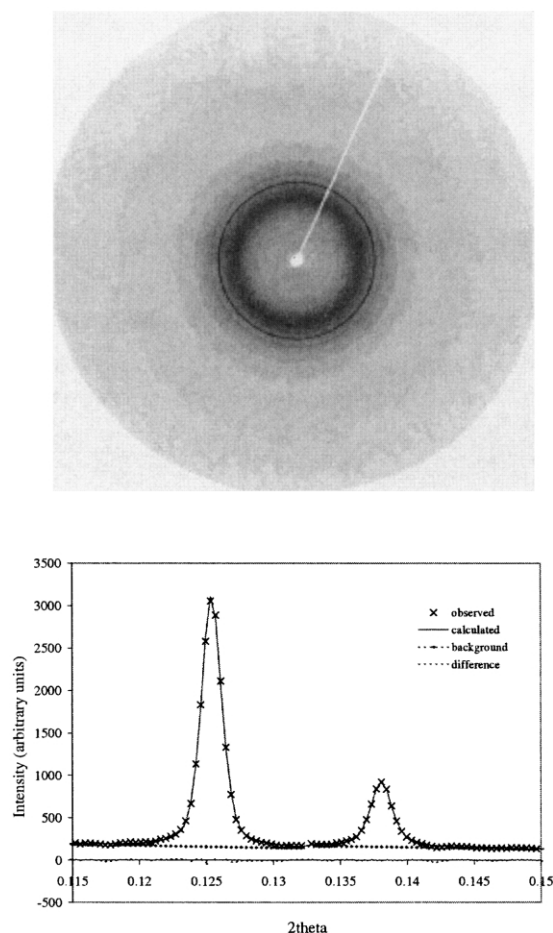 3500
3000
2500
2000
1500
1000
500
0
-500
Intensity (arbitrary units)
observed
calculated
background
difference
0.115
0.12
0.125
0.13
0.135
0.14
0.145
0.15
2theta